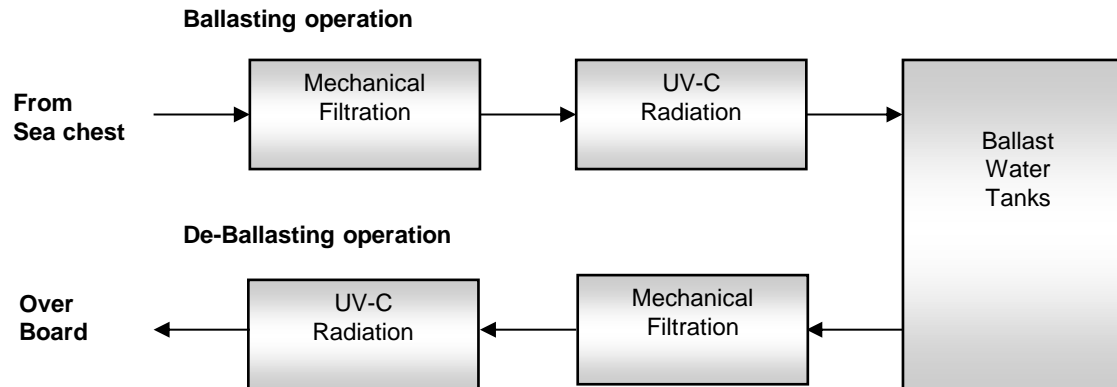 Ballasting operation
From
Sea chest
Mechanical
Filtration
UV-C
Radiation
Ballast
Water
Tanks
De-Ballasting operation
Over
Board
UV-C
Radiation
Mechanical
Filtration